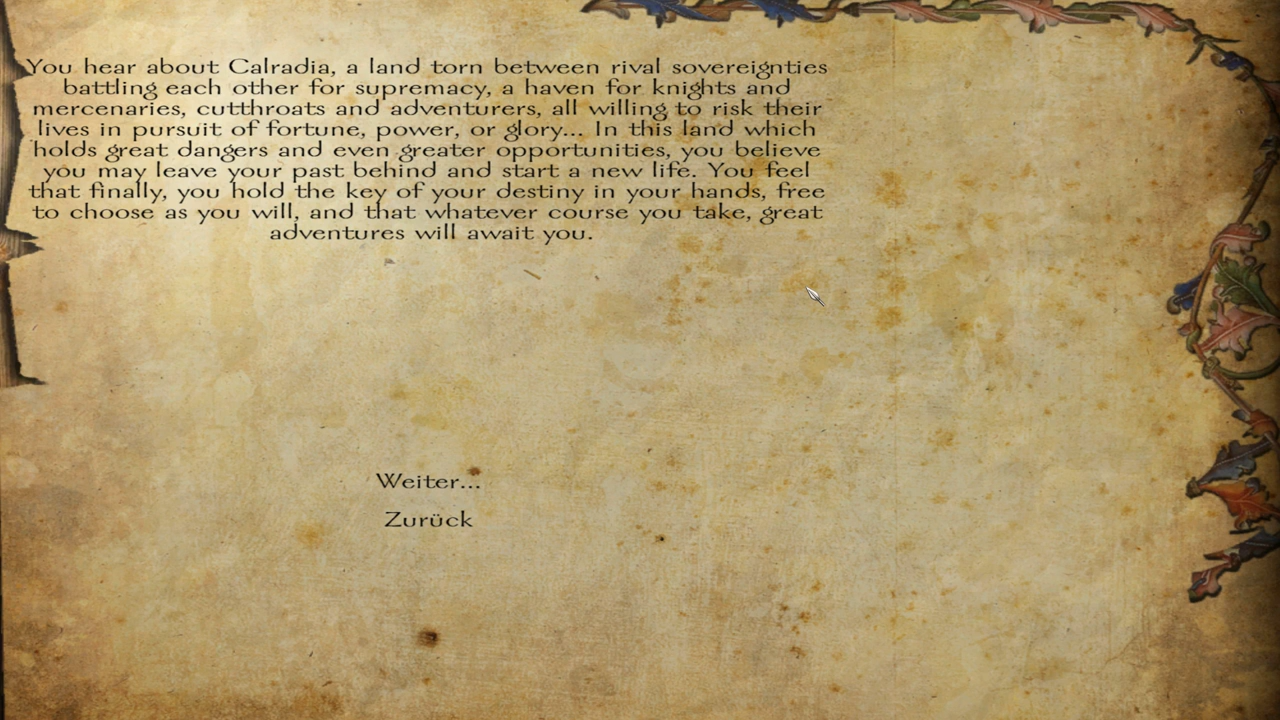 You hear about Calradia, a land torn between rival sovereignties
battling each other for supremacy, a haven for knights and
mercenaries, cutthroats and adventurers, all willing to risk their
lives in pursuit of fortune, power, or glory... In this land which
holds great dangers and even greater opportunities, you believe
you may leave your past behind and start a new life. You feel
that finally, you hold the key of your destiny in your hands, free
to choose as you will, and that whatever course you take, great
adventures will await you.
Weiter...
Zurück